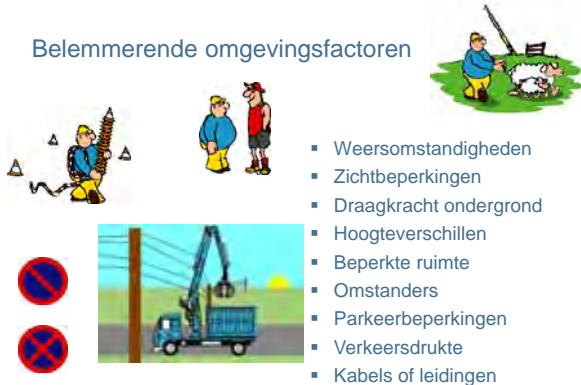 Belemmerende omgevingsfactoren
▪ Weersomstandigheden
▪ Zichtbeperkingen
▪ Draagkracht ondergrond
▪ Hoogteverschillen
▪ Beperkte ruimte
▪ Omstanders
▪ Parkeerbeperkingen
▪ Verkeersdrukte
▪ Kabels of leidingen